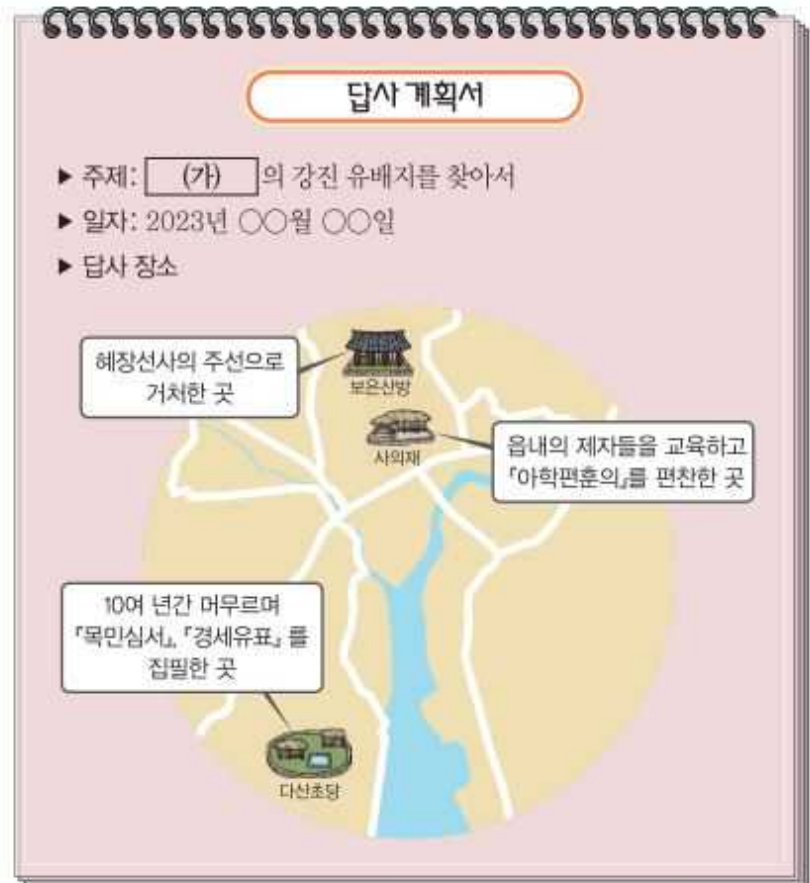 답사 계획서
▶ 주제: (가) 의 강진 유배지를 찾아서
▶ 일자: 2023년 ○○월 ○○일
▶ 답사 장소
혜장선사의 주선으로
거처한 곳
보은산방
사의재
읍내의 제자들을 교육하고
『아학편훈의』를 편찬한 곳
10여 년간 머무르며
『목민심서』, 『경세유표』를
집필한 곳
다산초당